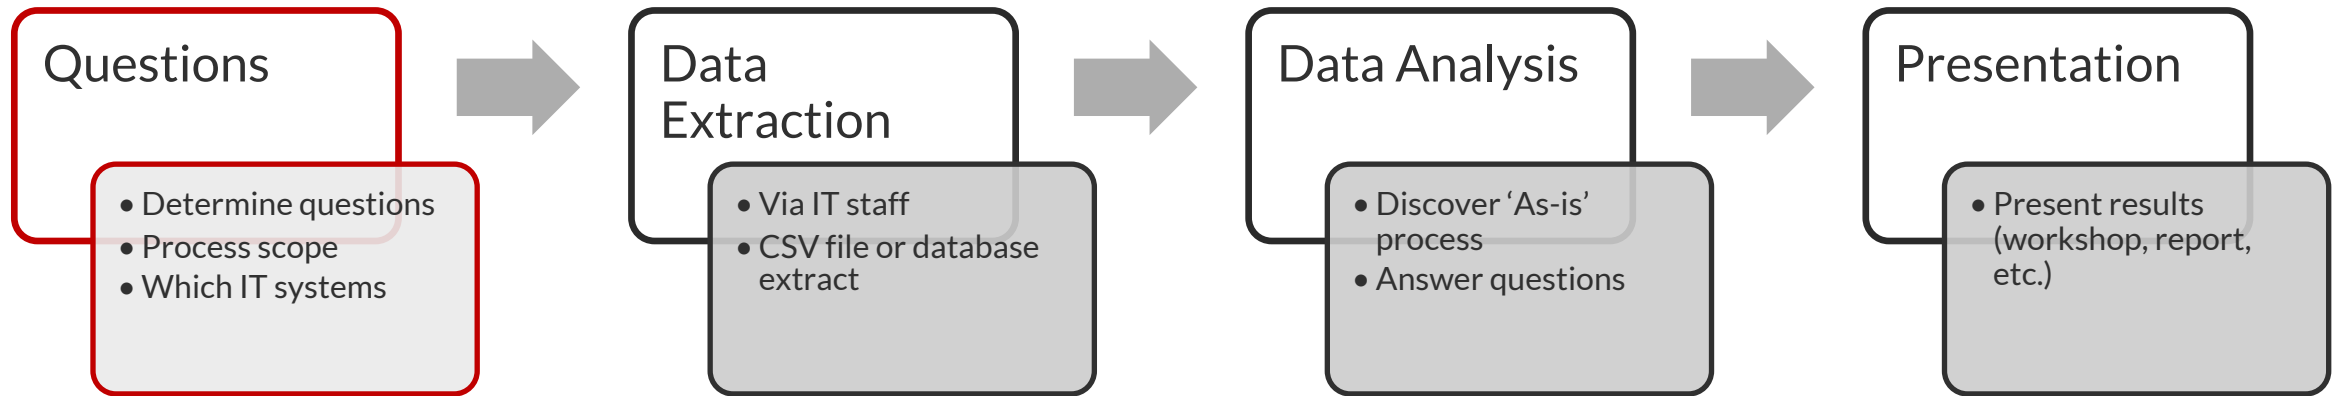 Questions
• Determine questions
• Process scope
• Which IT systems
Data
Extraction
• Via IT staff
• CSV file or database
extract
Data Analysis
• Discover ‘As-is’
process
• Answer questions
Presentation
• Present results
(workshop, report,
etc.)